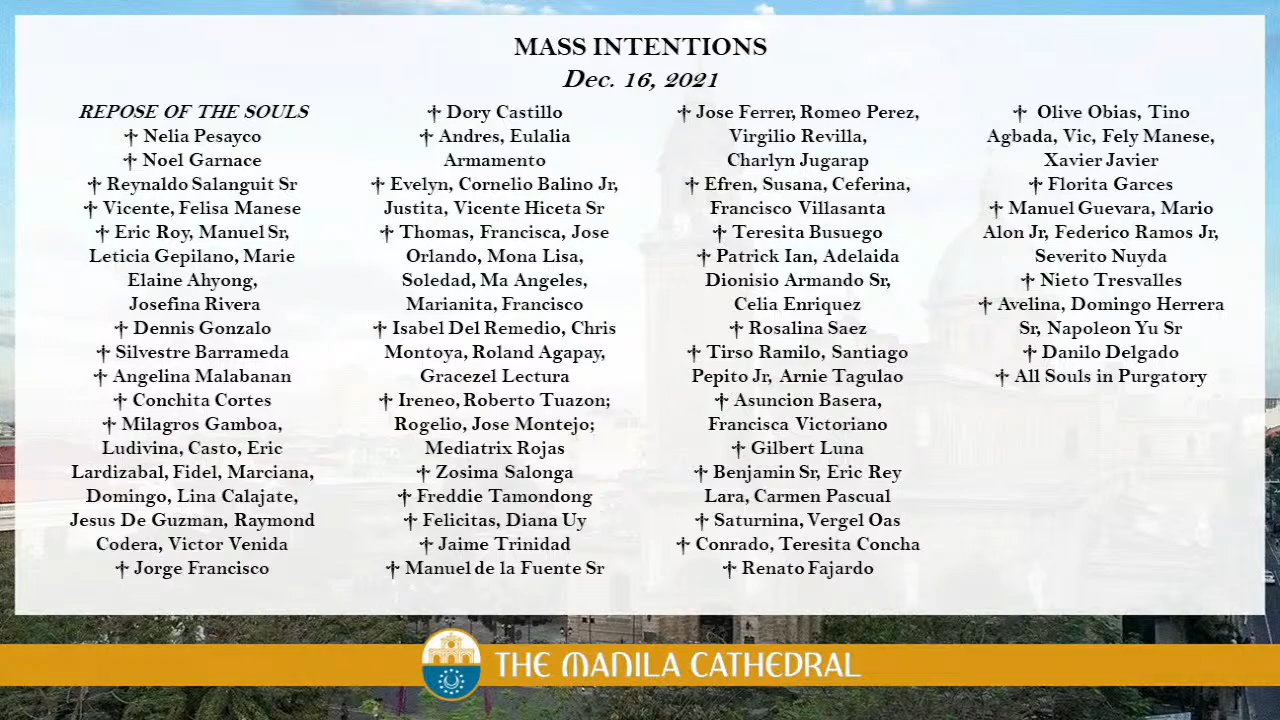 MASS INTENTIONS
Dec. 16, 2021
REPOSE OF THE SOULS
✝ Nelia Pesayco
✝ Noel Garnace
✝ Reynaldo Salanguit Sr
✝ Vicente, Felisa Manese
✝ Eric Roy, Manuel Sr,
Leticia Gepilano, Marie
Elaine Ahyong,
Josefina Rivera
✝ Dennis Gonzalo
✝ Silvestre Barrameda
✝ Angelina Malabanan
✝ Conchita Cortes
✝ Milagros Gamboa,
Ludivina, Casto, Eric
Lardizabal, Fidel, Marciana,
Domingo, Lina Calajate,
Jesus De Guzman, Raymond
Codera, Victor Venida
✝ Jorge Francisco
✝ Dory Castillo
✝ Andres, Eulalia
Armamento
✝ Evelyn, Cornelio Balino Jr,
Justita, Vicente Hiceta Sr
✝ Thomas, Francisca, Jose
Orlando, Mona Lisa,
Soledad, Ma Angeles,
Marianita, Francisco
✝ Isabel Del Remedio, Chris
Montoya, Roland Agapay,
Gracezel Lectura
✝ Ireneo, Roberto Tuazon;
Rogelio, Jose Montejo;
Mediatrix Rojas
✝ Zosima Salonga
✝ Freddie Tamondong
✝ Felicitas, Diana Uy
✝ Jaime Trinidad
✝ Manuel de la Fuente Sr
✝ Jose Ferrer, Romeo Perez,
Virgilio Revilla,
Charlyn Jugarap
✝ Efren, Susana, Ceferina,
Francisco Villasanta
✝ Teresita Busuego
✝ Patrick Ian, Adelaida
Dionisio Armando Sr,
Celia Enriquez
✝ Rosalina Saez
✝ Tirso Ramilo, Santiago
Pepito Jr, Arnie Tagulao
✝ Asuncion Basera,
Francisca Victoriano
✝ Gilbert Luna
✝ Benjamin Sr, Eric Rey
Lara, Carmen Pascual
✝ Saturnina, Vergel Oas
✝ Conrado, Teresita Concha
✝ Renato Fajardo
✝ Olive Obias, Tino
Agbada, Vic, Fely Manese,
Xavier Javier
✝ Florita Garces
✝ Manuel Guevara, Mario
Alon Jr, Federico Ramos Jr,
Severito Nuyda
✝ Nieto Tresvalles
✝ Avelina, Domingo Herrera
Sr, Napoleon Yu Sr
✝ Danilo Delgado
✝ All Souls in Purgatory
THE MANILA CATHEDRAL